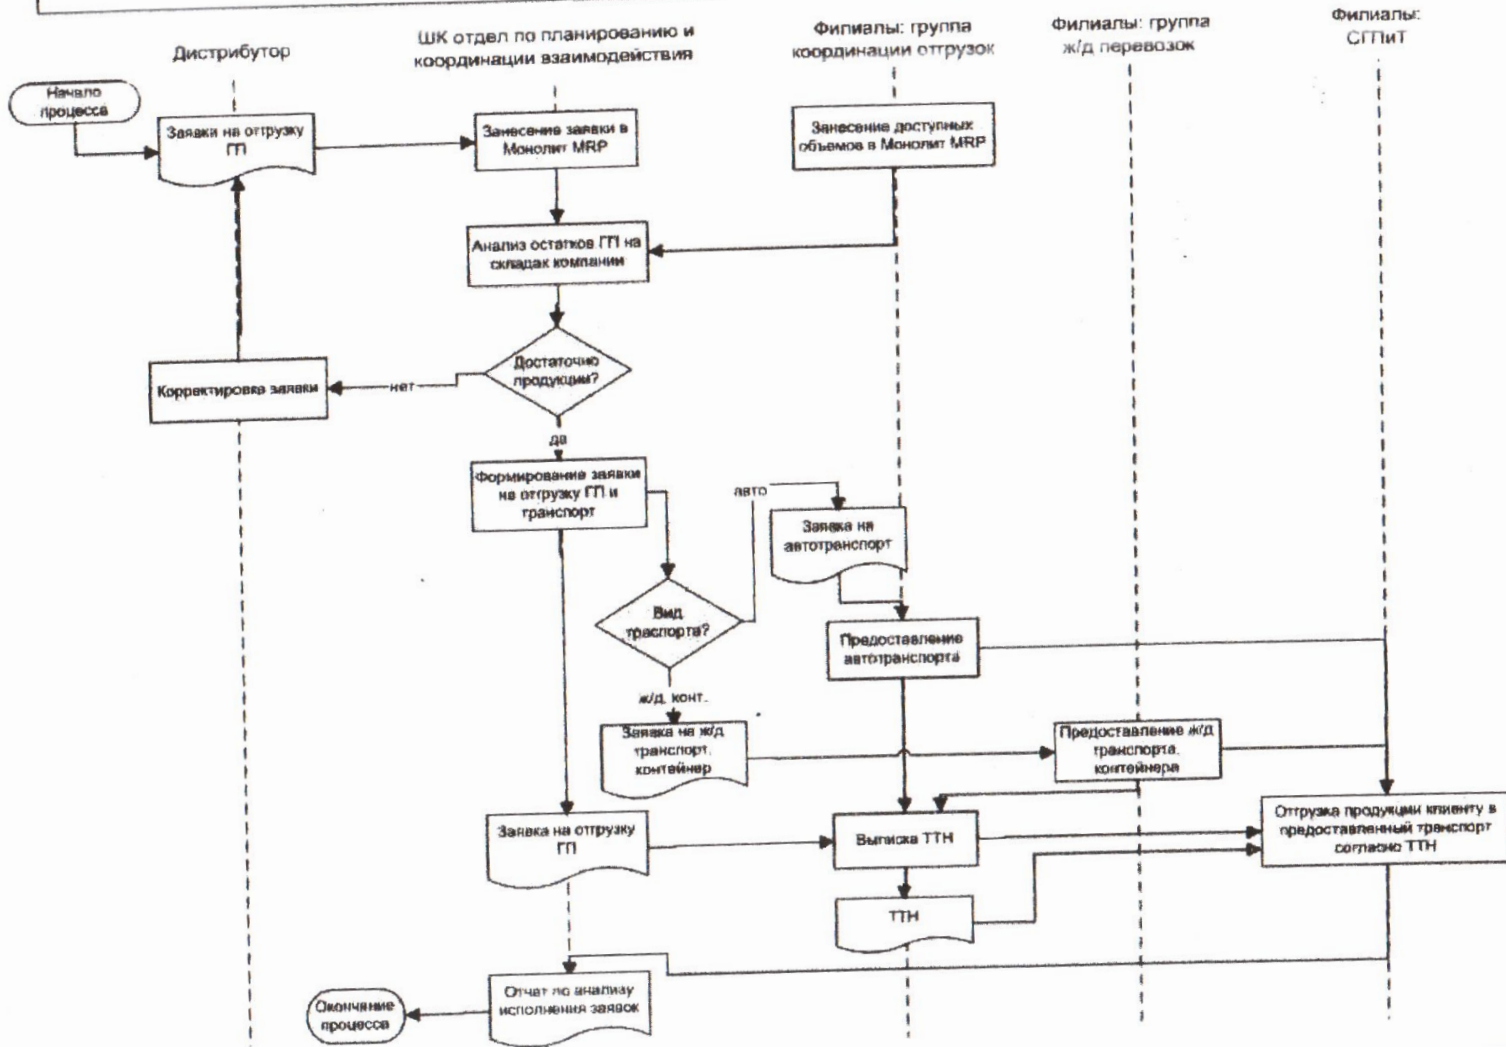 Дистрибутор
ШК отдел по планированию и
координации взаимодействия
Филиалы: группа
координации отгрузок
Филиалы: группа
ж/д перевозок
Филиалы:
СГПиТ
Начало
процесса
Заявки на отгрузку
ГП
Занесение заявки в
Монолит MRP
Занесение доступных
объемов в Монолит MRP
Анализ остатков ГП на
складах компании
Достаточно
продукции?
нет
Корректировка заявки
да
Формирование заявки
на отгрузку ГП и
транспорт
авто
Заявка на
автотранспорт
Вид
траспорта?
Предоставление
автотранспорта
ж/д. конт.
Заявка на ж/д
транспорт,
контейнер
Предоставление ж/д
транспорта,
контейнера
Заявка на отгрузку
ГП
Выписка ТТН
Отгрузка продукции клиенту в
предоставленный транспорт
согласно ТТН
ТТН
Отчет по анализу
исполнения заявок
Окончание
процесса